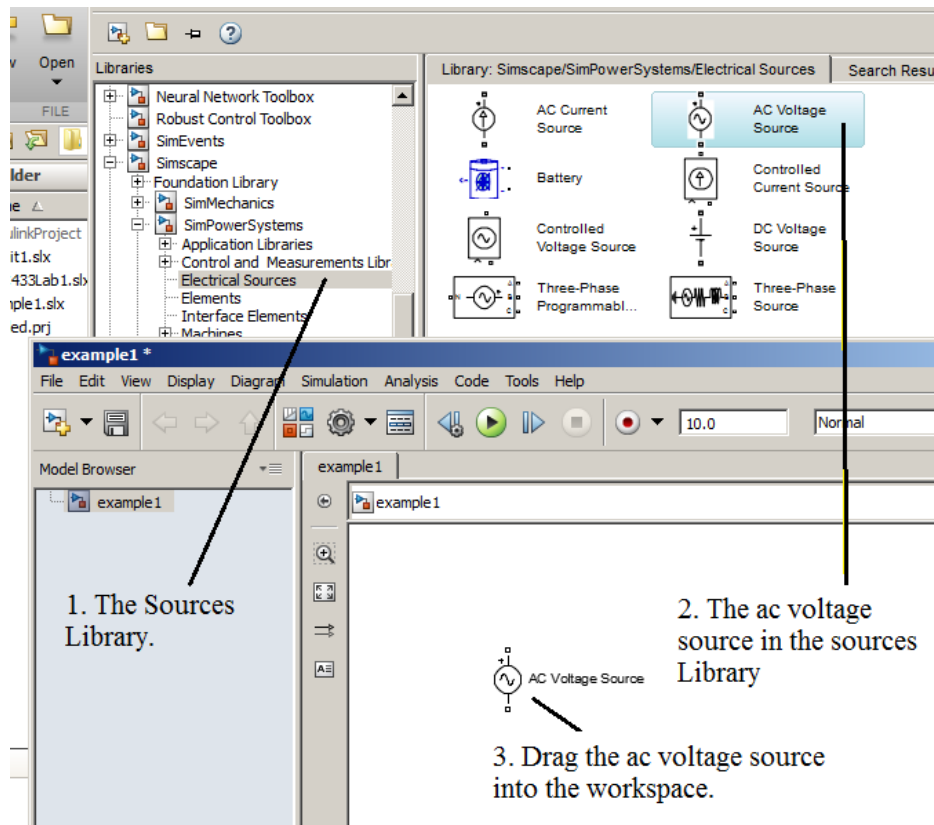 Open
FILE
Libraries
Neural Network Toolbox
Robust Control Toolbox
SimEvents
Simscape
Foundation Library
SimMechanics
SimPowerSystems
Application Libraries
Control and Measurements Libr
Electrical Sources
Elements
Interface Elements
Machines
Library: Simscape/SimPowerSystems/Electrical Sources
Search Resu
AC Current
Source
AC Voltage
Source
Battery
Controlled
Current Source
Controlled
Voltage Source
DC Voltage
Source
Three-Phase
Programmabl...
Three-Phase
Source
lder
ne
ulinkProject
it1.slx
433Lab1.slx
nple1.slx
ed.prj
example1 *
File Edit View Display Diagram Simulation Analysis Code Tools Help
10.0
Normal
Model Browser
example1
example1
example1
1. The Sources
Library.
2. The ac voltage
source in the sources
Library
AC Voltage Source
3. Drag the ac voltage source
into the workspace.